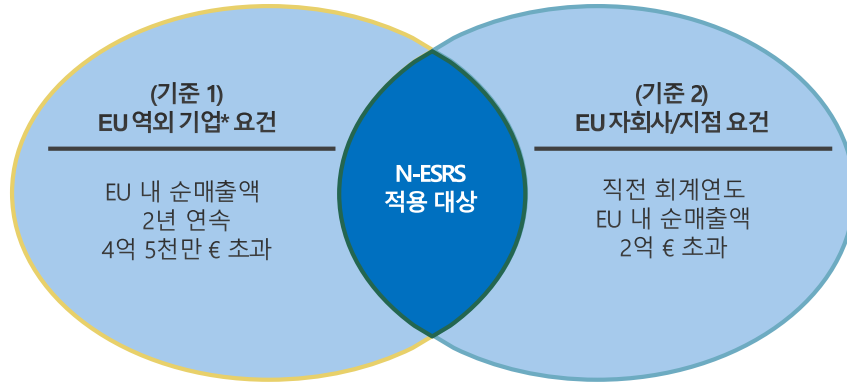 (기준 1)
EU 역외 기업* 요건
EU 내 순매출액
2년 연속
4억 5천만 € 초과
N-ESRS
적용 대상
(기준 2)
EU 자회사/지점 요건
직전 회계연도
EU 내 순매출액
2억 € 초과